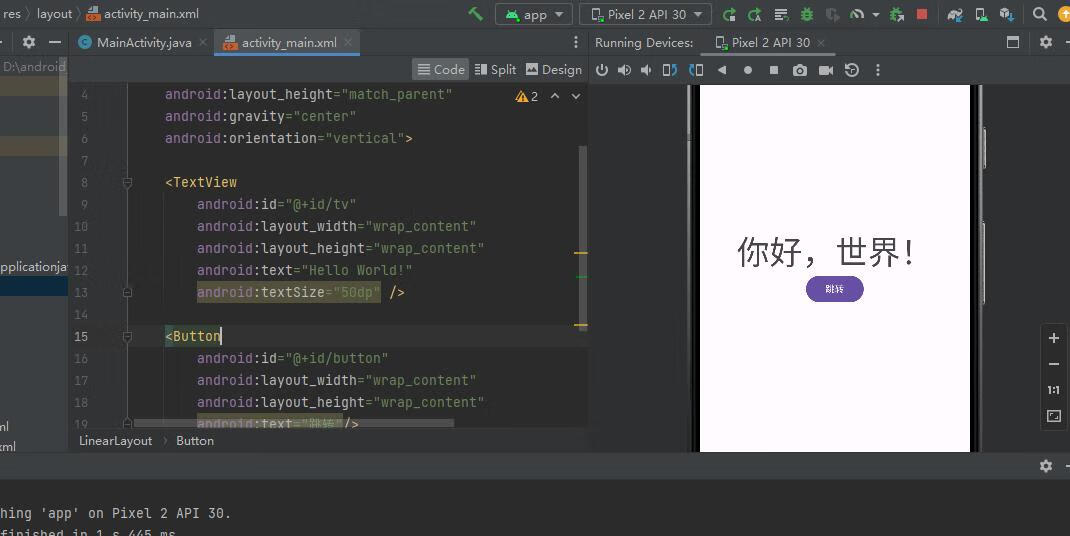 res layout activity_main.xml app Pixel 2 API 30
MainActivity.java activity_main.xml Running Devices: Pixel 2 API 30
D:\android
Code Split Design
4 android:layout_height="match_parent" 2
5 android:gravity="center"
6 android:orientation="vertical">
7
8 <TextView
9 android:id="@+id/tv"
10 android:layout_width="wrap_content"
11 android:layout_height="wrap_content"
12 android:text="Hello World!"
13 android:textSize="50dp" />
14
15 <Button
16 android:id="@+id/button"
17 android:layout_width="wrap_content"
18 android:layout_height="wrap_content"
19 android:text="跳转"/>
pplicationjav
ml
xml
LinearLayout Button
你好，世界！
跳转
1:1
hing 'app' on Pixel 2 API 30.
finished in 1 s 445 ms